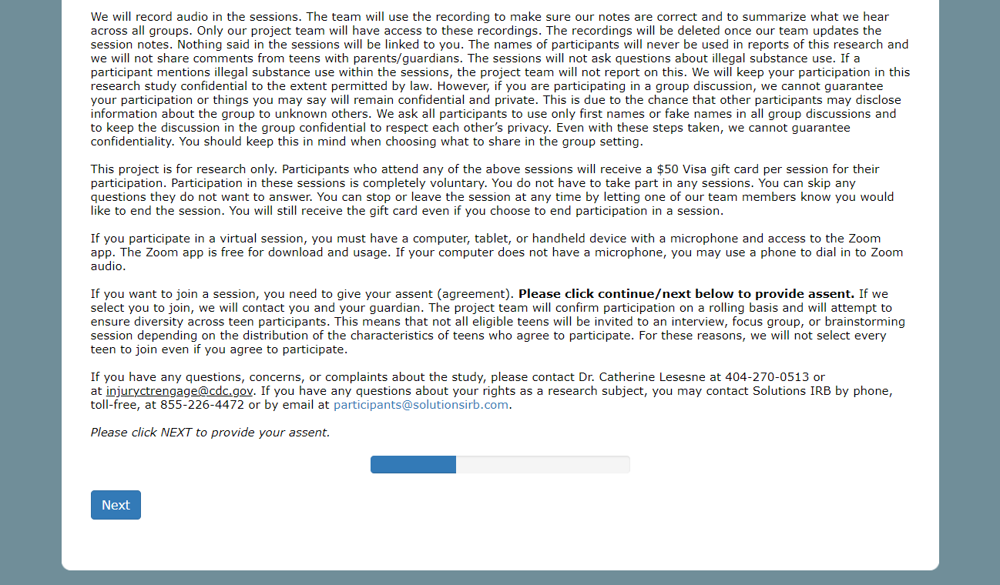 We will record audio in the sessions. The team will use the recording to make sure our notes are correct and to summarize what we hear
across all groups. Only our project team will have access to these recordings. The recordings will be deleted once our team updates the
session notes. Nothing said in the sessions will be linked to you. The names of participants will never be used in reports of this research and
we will not share comments from teens with parents/guardians. The sessions will not ask questions about illegal substance use. If a
participant mentions illegal substance use within the sessions, the project team will not report on this. We will keep your participation in this
research study confidential to the extent permitted by law. However, if you are participating in a group discussion, we cannot guarantee
your participation or things you may say will remain confidential and private. This is due to the chance that other participants may disclose
information about the group to unknown others. We ask all participants to use only first names or fake names in all group discussions and
to keep the discussion in the group confidential to respect each other’s privacy. Even with these steps taken, we cannot guarantee
confidentiality. You should keep this in mind when choosing what to share in the group setting.
This project is for research only. Participants who attend any of the above sessions will receive a $50 Visa gift card per session for their
participation. Participation in these sessions is completely voluntary. You do not have to take part in any sessions. You can skip any
questions they do not want to answer. You can stop or leave the session at any time by letting one of our team members know you would
like to end the session. You will still receive the gift card even if you choose to end participation in a session.
If you participate in a virtual session, you must have a computer, tablet, or handheld device with a microphone and access to the Zoom
app. The Zoom app is free for download and usage. If your computer does not have a microphone, you may use a phone to dial in to Zoom
audio.
If you want to join a session, you need to give your assent (agreement). Please click continue/next below to provide assent. If we
select you to join, we will contact you and your guardian. The project team will confirm participation on a rolling basis and will attempt to
ensure diversity across teen participants. This means that not all eligible teens will be invited to an interview, focus group, or brainstorming
session depending on the distribution of the characteristics of teens who agree to participate. For these reasons, we will not select every
teen to join even if you agree to participate.
If you have any questions, concerns, or complaints about the study, please contact Dr. Catherine Lesesne at 404-270-0513 or
at injuryctrengage@cdc.gov. If you have any questions about your rights as a research subject, you may contact Solutions IRB by phone,
toll-free, at 855-226-4472 or by email at participants@solutionsirb.com.
Please click NEXT to provide your assent.
Next